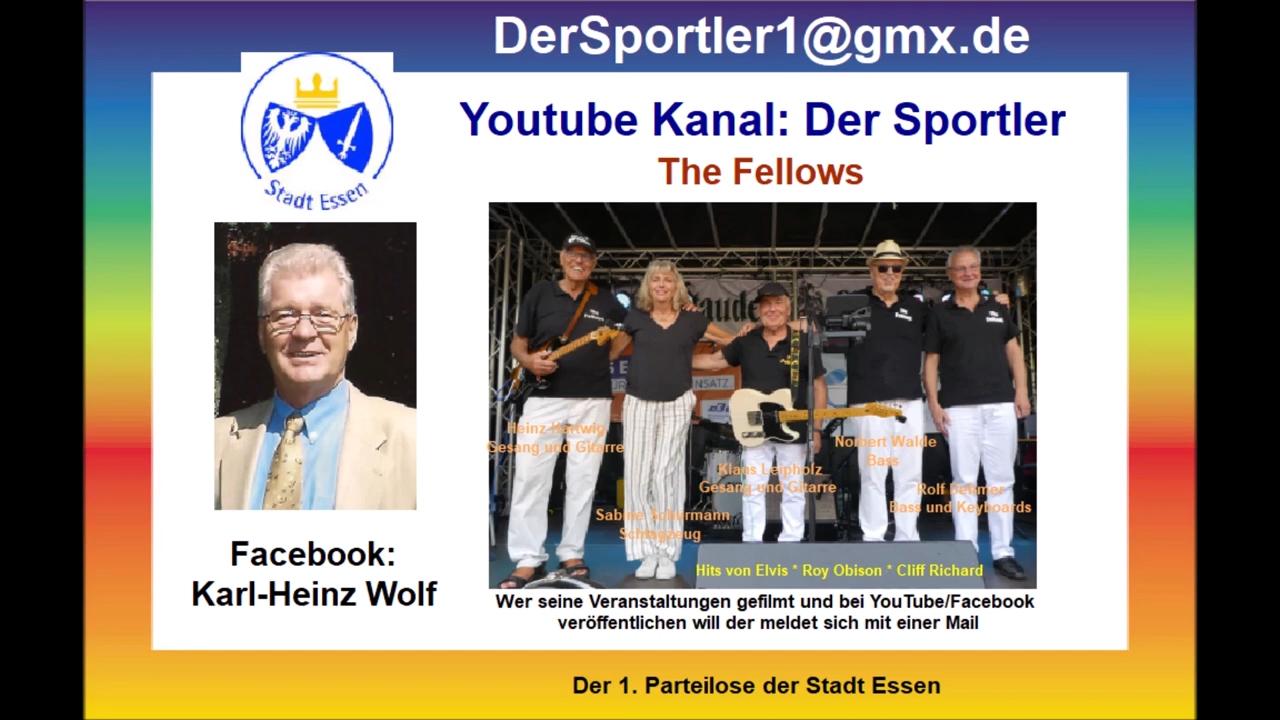 DerSportler1@gmx.de
Stadt Essen
Youtube Kanal: Der Sportler
The Fellows
Heinz Hartwig
Gesang und Gitarre
Norbert Walde
Bass
Klaus Leipholz
Gesang und Gitarre
Rolf
Bass und Keyboards
Sabine Schürmann
Schlagzeug
Hits von Elvis * Roy Obison * Cliff Richard
Facebook:
Karl-Heinz Wolf
Wer seine Veranstaltungen gefilmt und bei YouTube/Facebook
veröffentlichen will der meldet sich mit einer Mail
Der 1. Parteilose der Stadt Essen